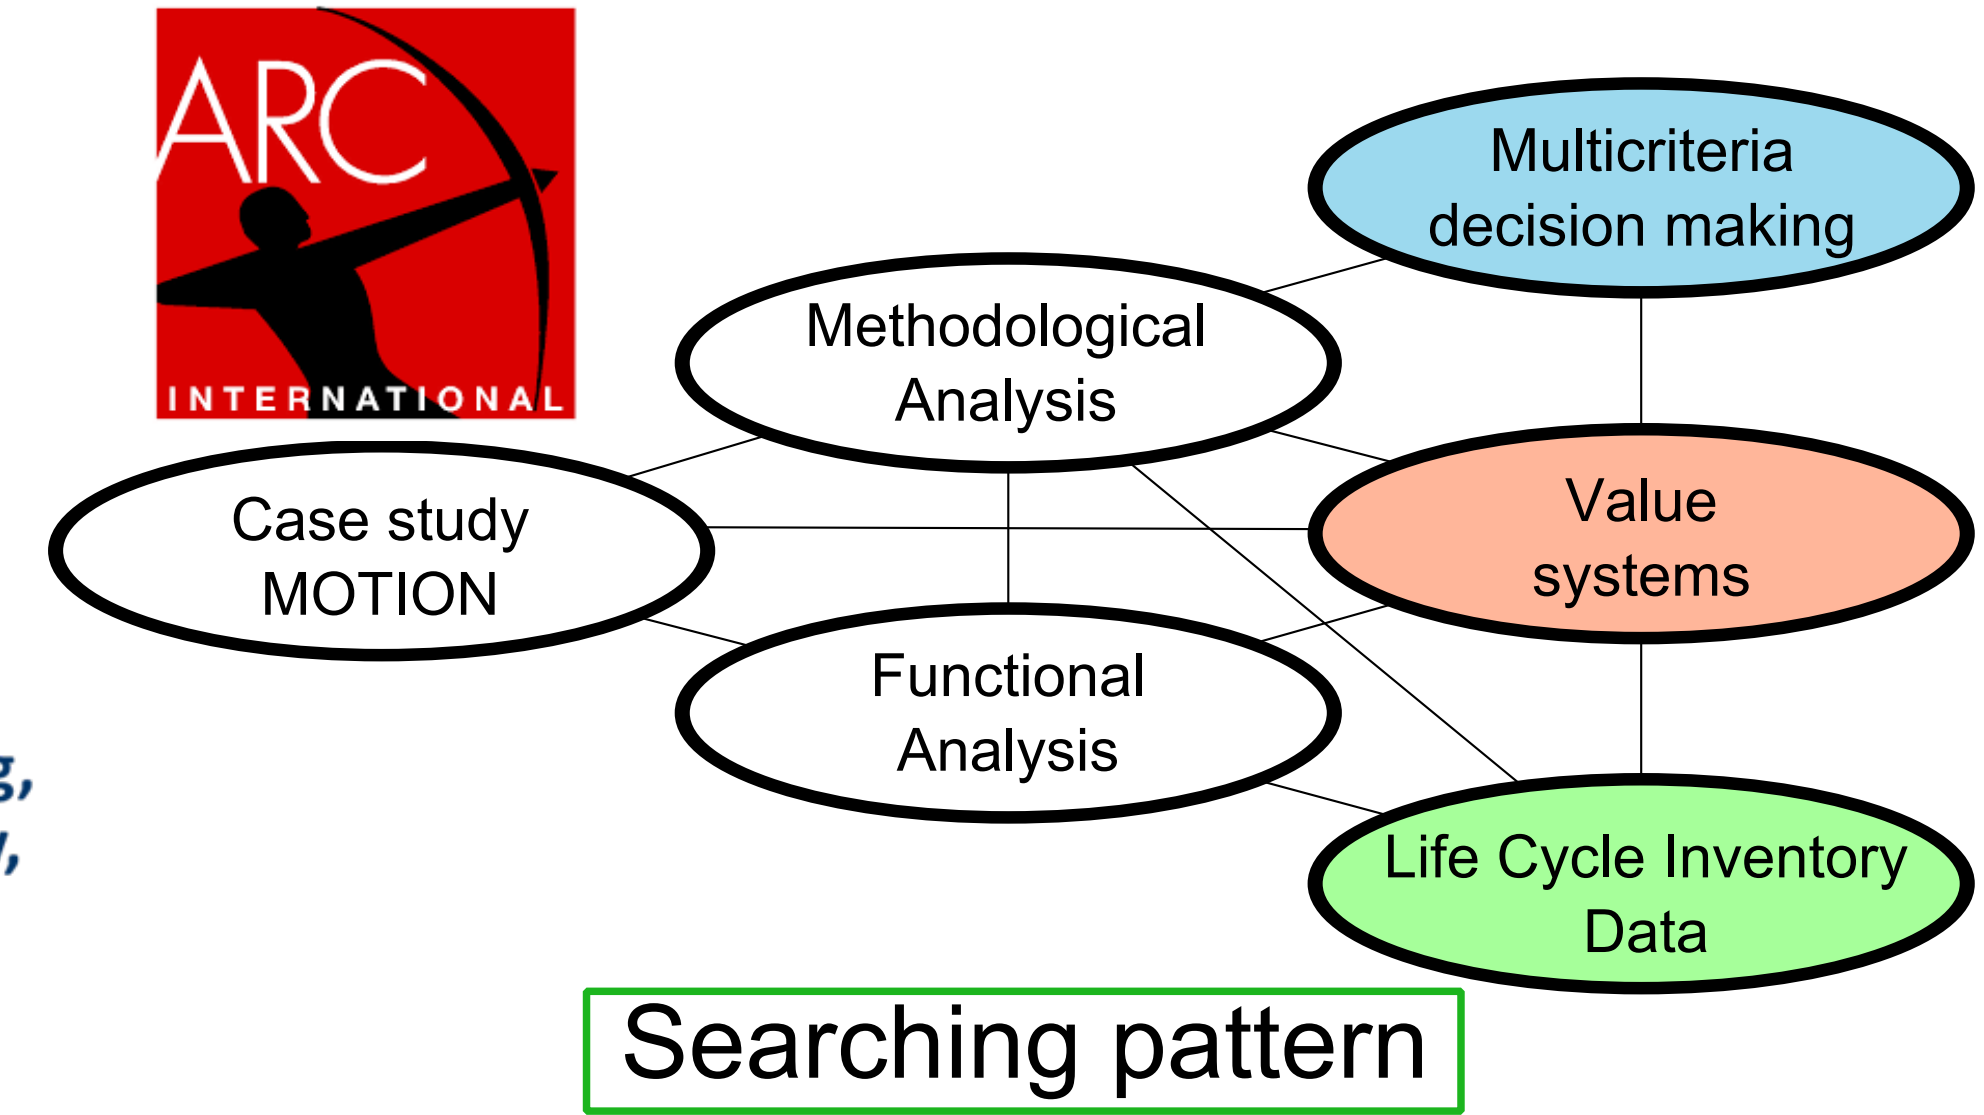 ARC
INTERNATIONAL
Multicriteria
decision making
Methodological
Analysis
Case study
MOTION
Value
systems
Functional
Analysis
Life Cycle Inventory
Data
Searching pattern